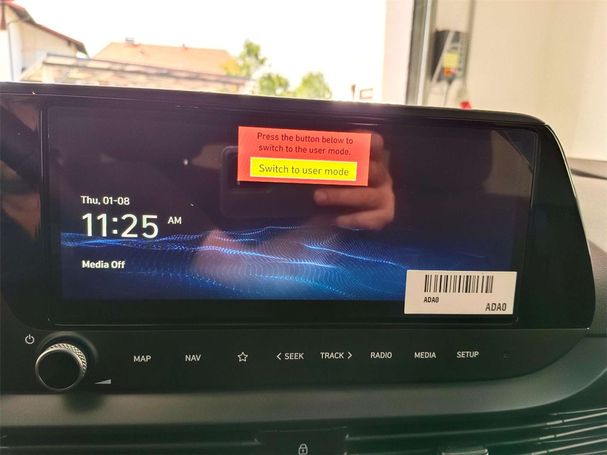 Press the button below to
switch to the user mode.
Switch to user mode
Thu, 01-08
11:25 AM
Media Off
ADA0
ADA0
MAP
NAV
< SEEK
TRACK >
RADIO
MEDIA
SETUP